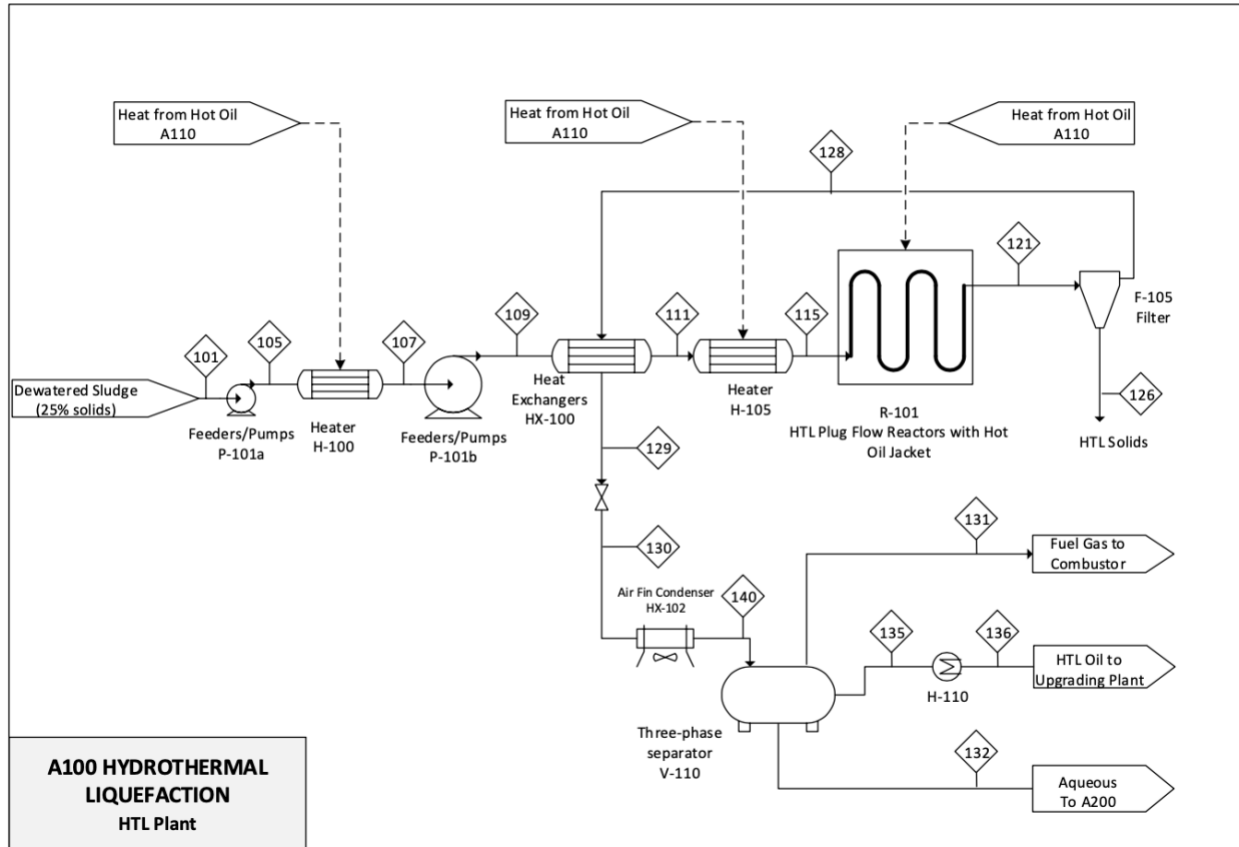 Heat from Hot Oil
A110
Heat from Hot Oil
A110
Heat from Hot Oil
A110
128
121
F-105
Filter
109
111
115
101
105
107
Dewatered Sludge
(25% solids)
Feeders/Pumps
P-101a
Heater
H-100
Feeders/Pumps
P-101b
Heat
Exchangers
HX-100
Heater
H-105
R-101
HTL Plug Flow Reactors with Hot
Oil Jacket
126
HTL Solids
129
130
131
Fuel Gas to
Combustor
Air Fin Condenser
HX-102
140
135
136
HTL Oil to
Upgrading Plant
H-110
Three-phase
separator
V-110
132
Aqueous
To A200
A100 HYDROTHERMAL
LIQUEFACTION
HTL Plant